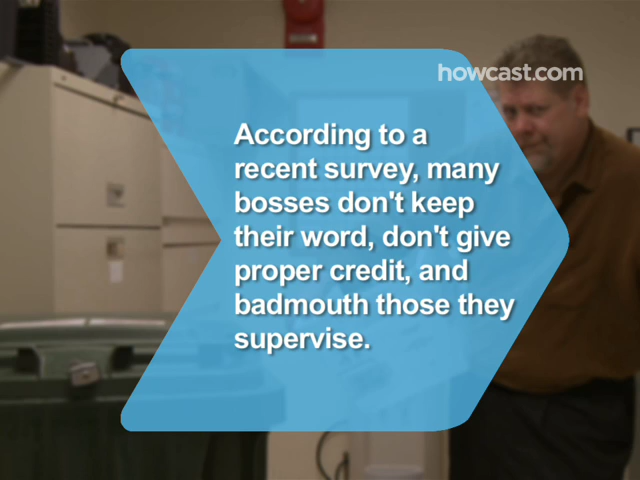 howcast.com
According to a
recent survey, many
bosses don't keep
their word, don't give
proper credit, and
badmouth those they
supervise.